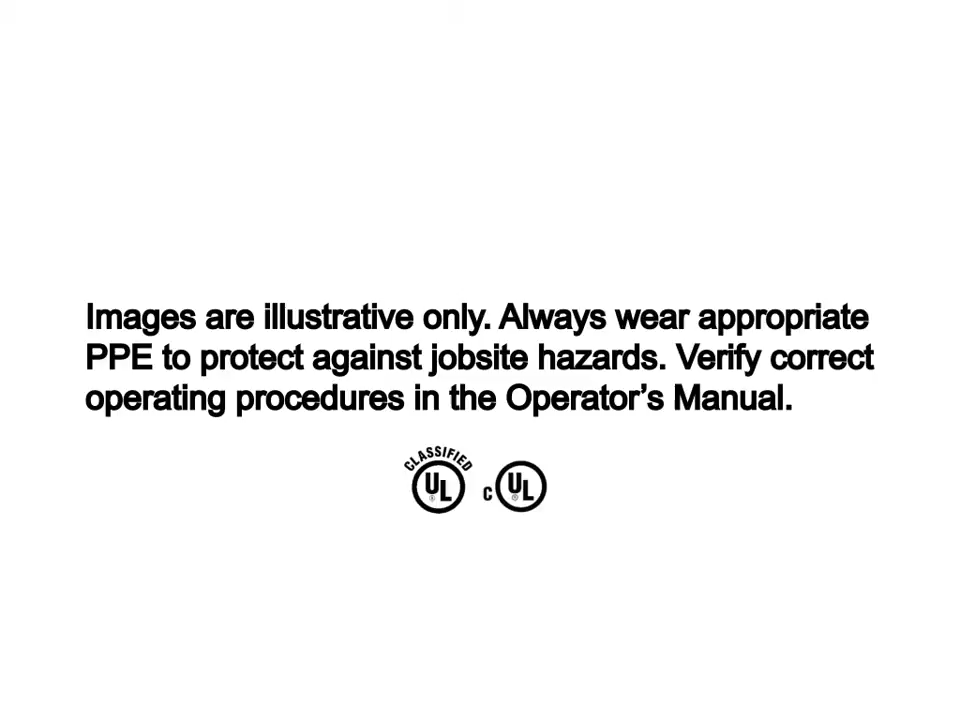 Images are illustrative only. Always wear appropriate
PPE to protect against jobsite hazards. Verify correct
operating procedures in the Operator’s Manual.
CLASSIFIED
UL® C UL®